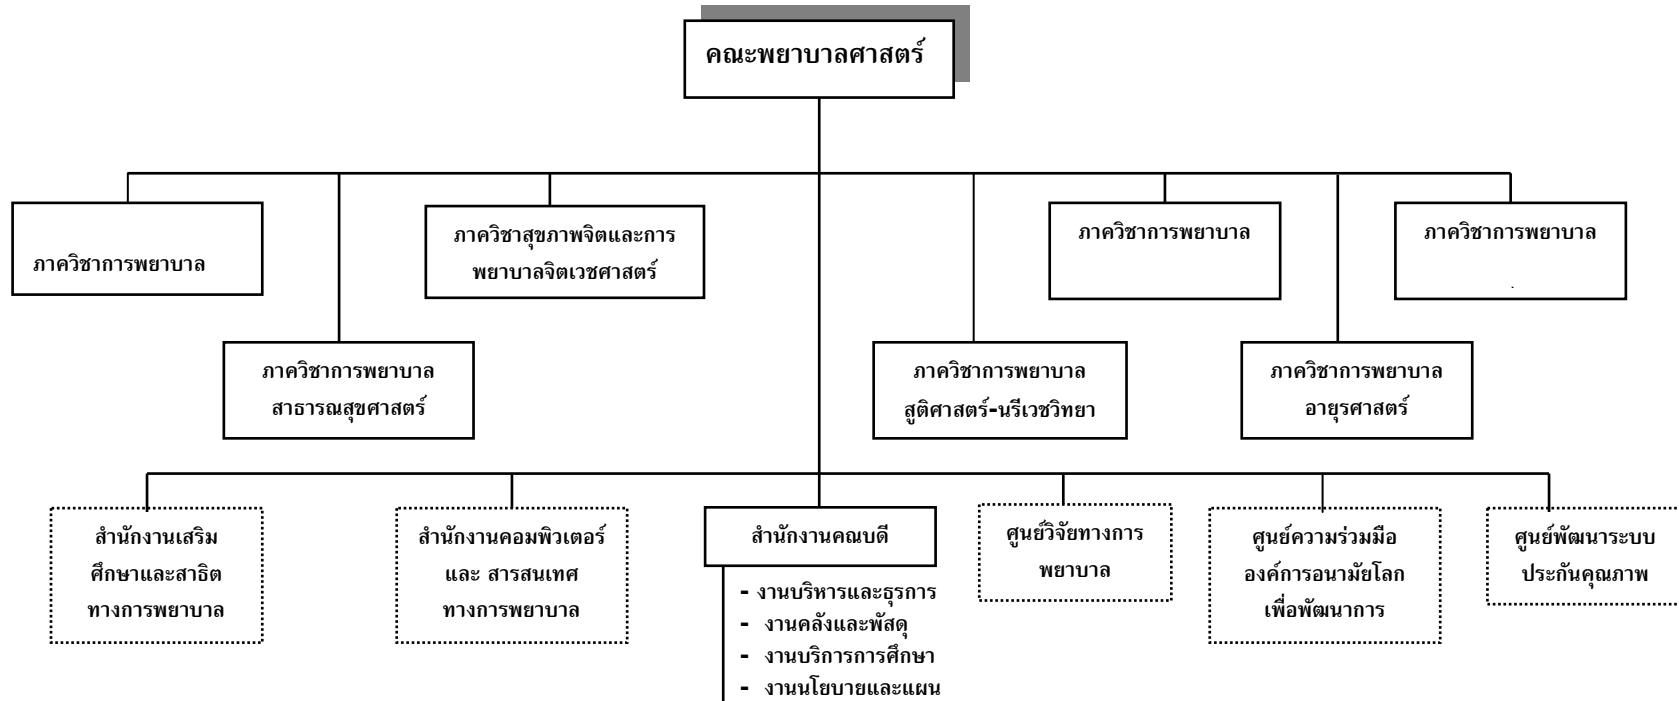 คณะพยาบาลศาสตร์
ภาควิชาการพยาบาล
ภาควิชาสุขภาพจิตและการ
พยาบาลจิตเวชศาสตร์
ภาควิชาการพยาบาล
ภาควิชาการพยาบาล
ภาควิชาการพยาบาล
สาธารณสุขศาสตร์
ภาควิชาการพยาบาล
สูติศาสตร์-นรีเวชวิทยา
ภาควิชาการพยาบาล
อายุรศาสตร์
สำนักงานเสริม
ศึกษาและสาธิต
ทางการพยาบาล
สำนักงานคอมพิวเตอร์
และ สารสนเทศ
ทางการพยาบาล
สำนักงานคณบดี
- งานบริหารและธุรการ
- งานคลังและพัสดุ
- งานบริการการศึกษา
- งานนโยบายและแผน
ศูนย์วิจัยทางการ
พยาบาล
ศูนย์ความร่วมมือ
องค์การอนามัยโลก
เพื่อพัฒนาการ
ศูนย์พัฒนาระบบ
ประกันคุณภาพ